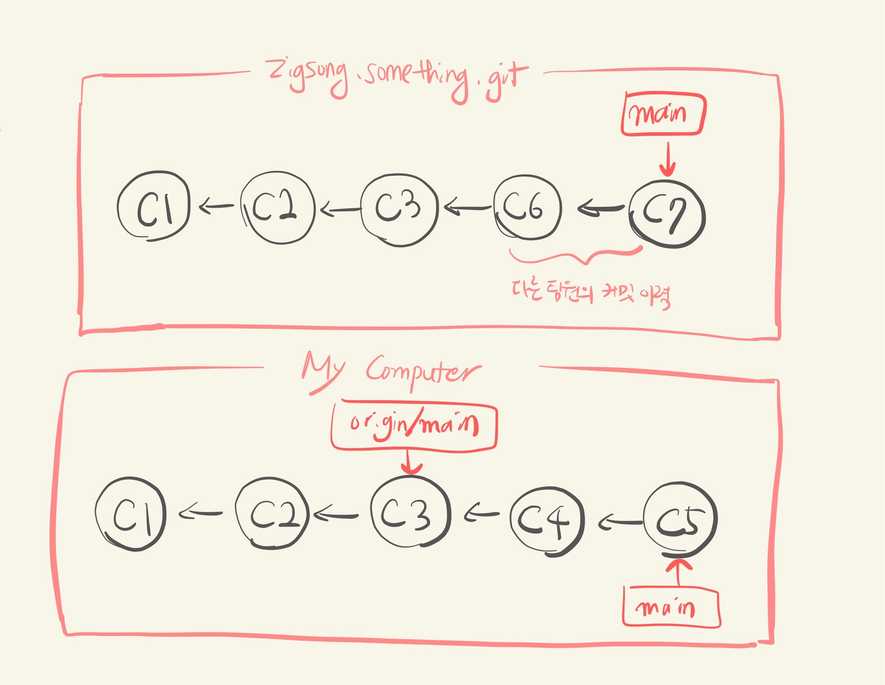 zigsong.something.git
main
C1 C2 C3 C6 C7
다른 팀원의 커밋 이력
My Computer
origin/main
C1 C2 C3 C4 C5
main